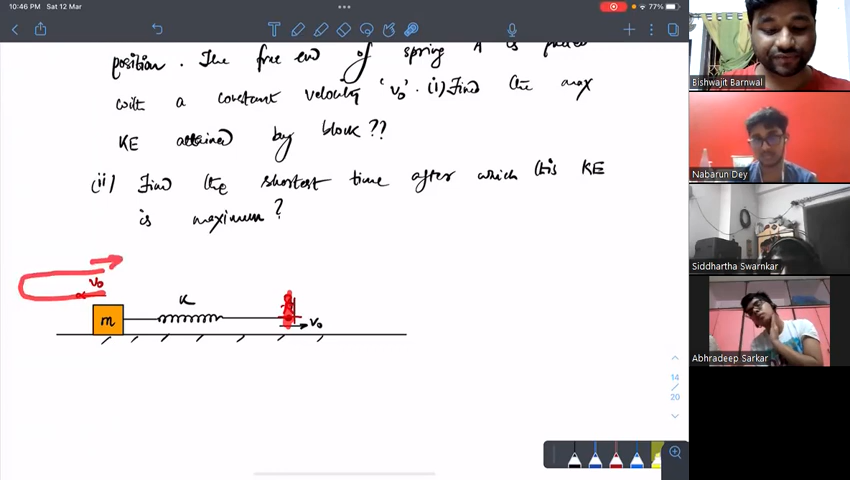 10:46 PM Sat 12 Mar
77%
position. The free end of spring A is
with a constant velocity 'v₀'. (i) Find the max
KE attained by block??
(ii) Find the shortest time after which this KE
is maximum?
v₀
K
m
v₀
14
20
Bishwajit Barnwal
Nabarun Dey
Siddhartha Swarnkar
Abhradeep Sarkar